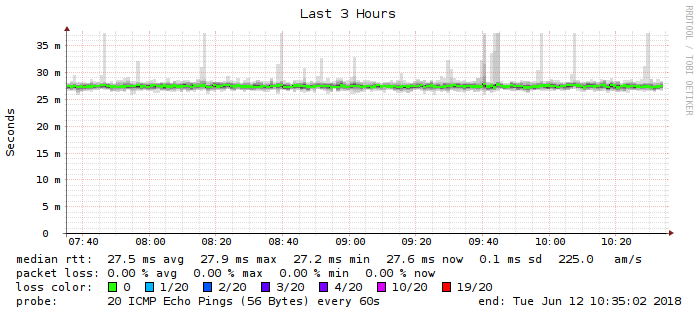 Last 3 Hours
RRDTOOL / TOBI OETIKER
Seconds
35 m
30 m
25 m
20 m
15 m
10 m
5 m
0
07:40 08:00 08:20 08:40 09:00 09:20 09:40 10:00 10:20
median rtt: 27.5 ms avg 27.9 ms max 27.2 ms min 27.6 ms now 0.1 ms sd 225.0 am/s
packet loss: 0.00 % avg 0.00 % max 0.00 % min 0.00 % now
loss color: 0 1/20 2/20 3/20 4/20 10/20 19/20
probe: 20 ICMP Echo Pings (56 Bytes) every 60s end: Tue Jun 12 10:35:02 2018